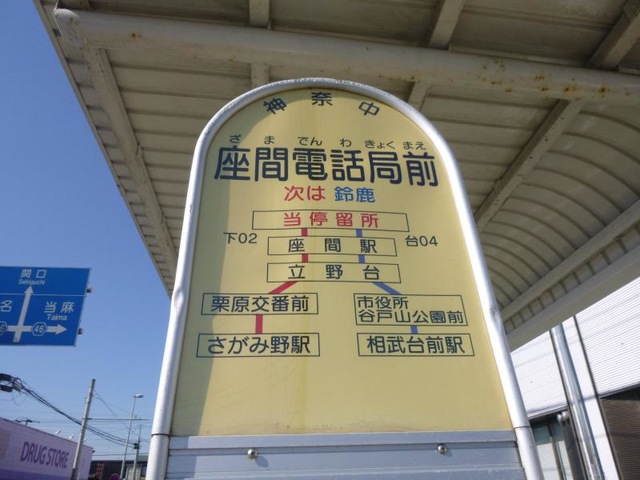 神奈中
ざまでんわきょくまえ
座間電話局前
次は 鈴鹿
当停留所
下02 座間駅 台04
立野台
栗原交番前
市役所
谷戸山公園前
さがみ野駅
相武台前駅
関口
Sekiguchi
名
当麻
Taima
46
DRUG STORE